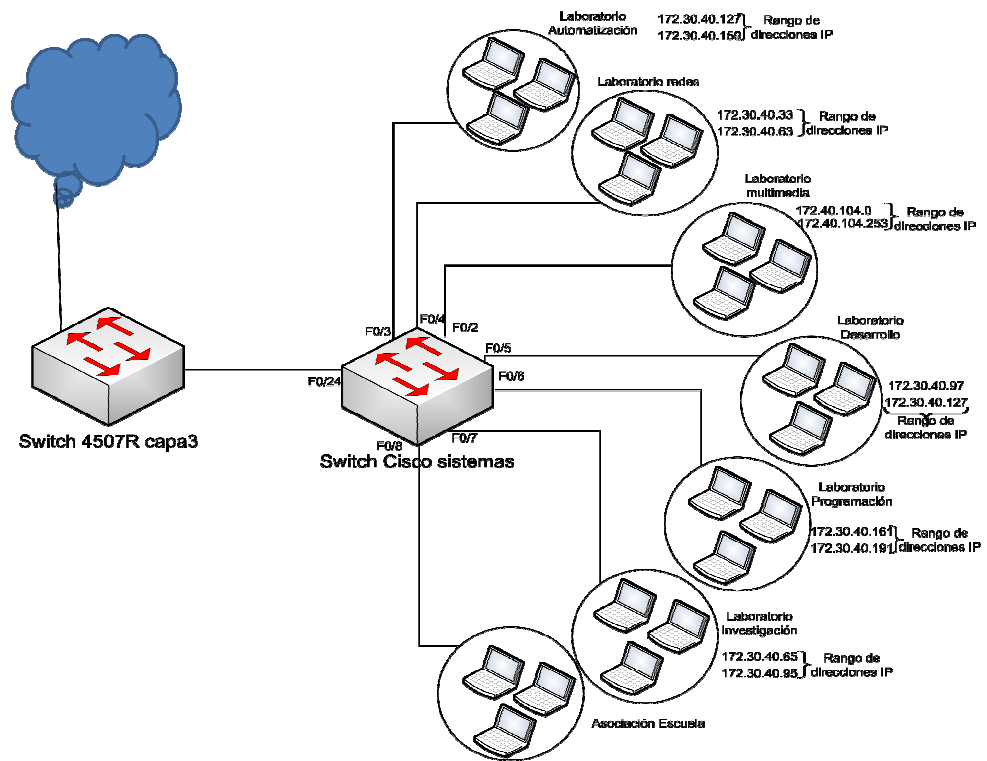 Laboratorio
Automatización
172.30.40.127
172.30.40.159
Rango de
direcciones IP
Laboratorio redes
172.30.40.33
172.30.40.63
Rango de
direcciones IP
Laboratorio
multimedia
172.40.104.0
172.40.104.253
Rango de
direcciones IP
F0/3
F0/4
F0/2
F0/5
F0/6
F0/24
F0/8
F0/7
Switch 4507R capa3
Switch Cisco sistemas
Laboratorio
Desarrollo
172.30.40.97
172.30.40.127
Rango de
direcciones IP
Laboratorio
Programación
172.30.40.161
172.30.40.191
Rango de
direcciones IP
Laboratorio
Investigación
172.30.40.65
172.30.40.95
Rango de
direcciones IP
Asociación Escuela